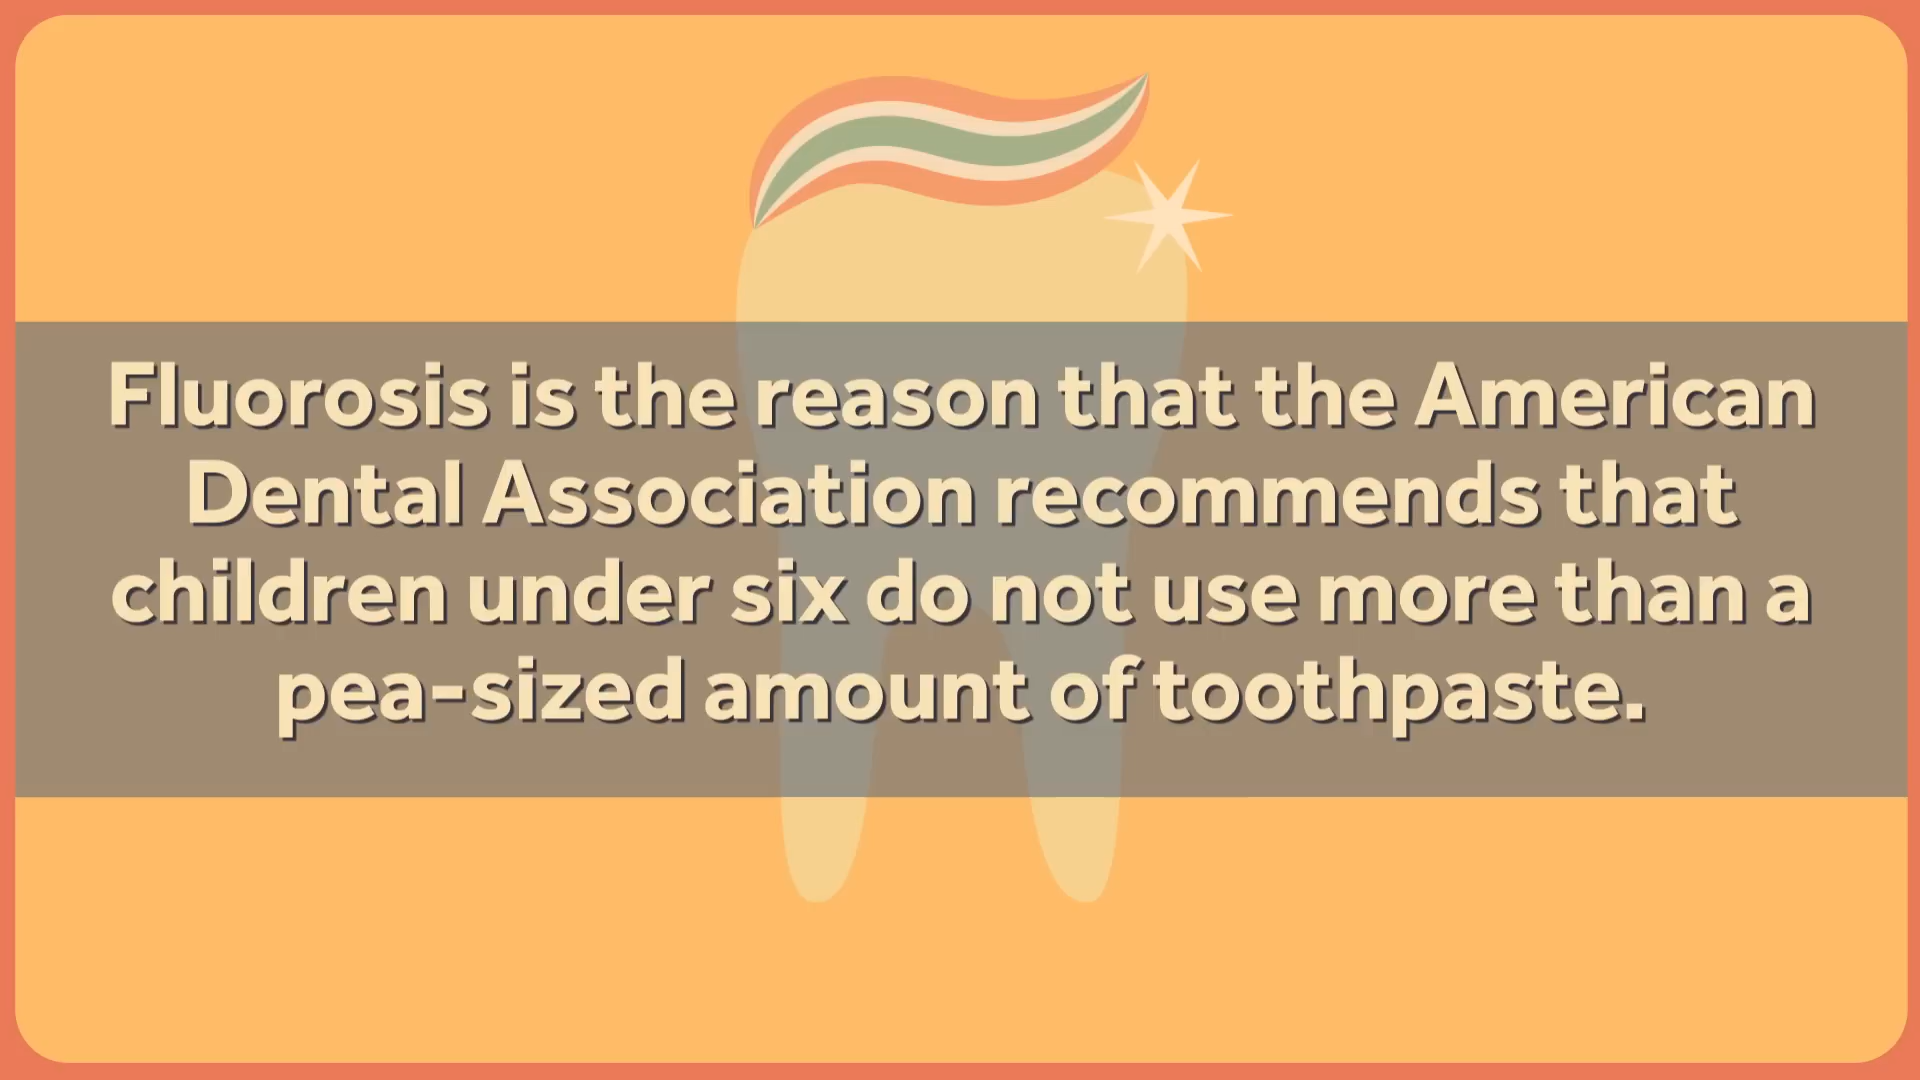 Fluorosis is the reason that the American
Dental Association recommends that
children under six do not use more than a
pea-sized amount of toothpaste.